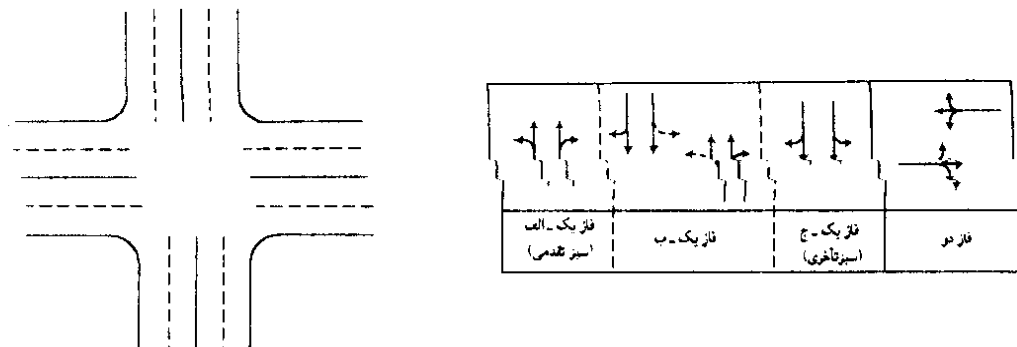 فاز یک ـ الف
(سبز تقدمی)
فاز یک ـ ب
فاز یک ـ ج
(سبز تأخری)
فاز دو